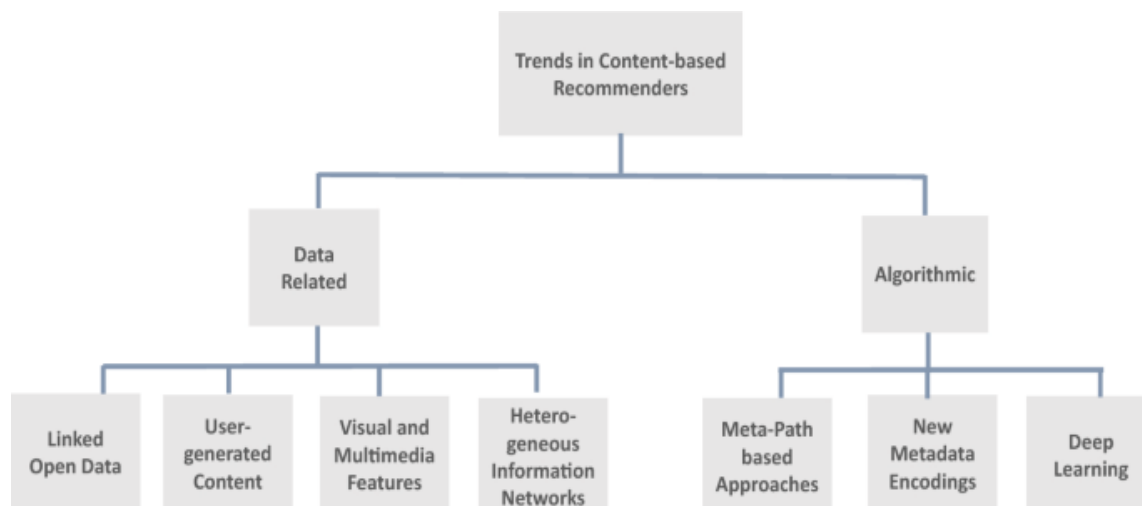 Trends in Content-based
Recommenders
Data
Related
Algorithmic
Linked
Open Data
User-
generated
Content
Visual and
Multimedia
Features
Hetero-
geneous
Information
Networks
Meta-Path
based
Approaches
New
Metadata
Encodings
Deep
Learning